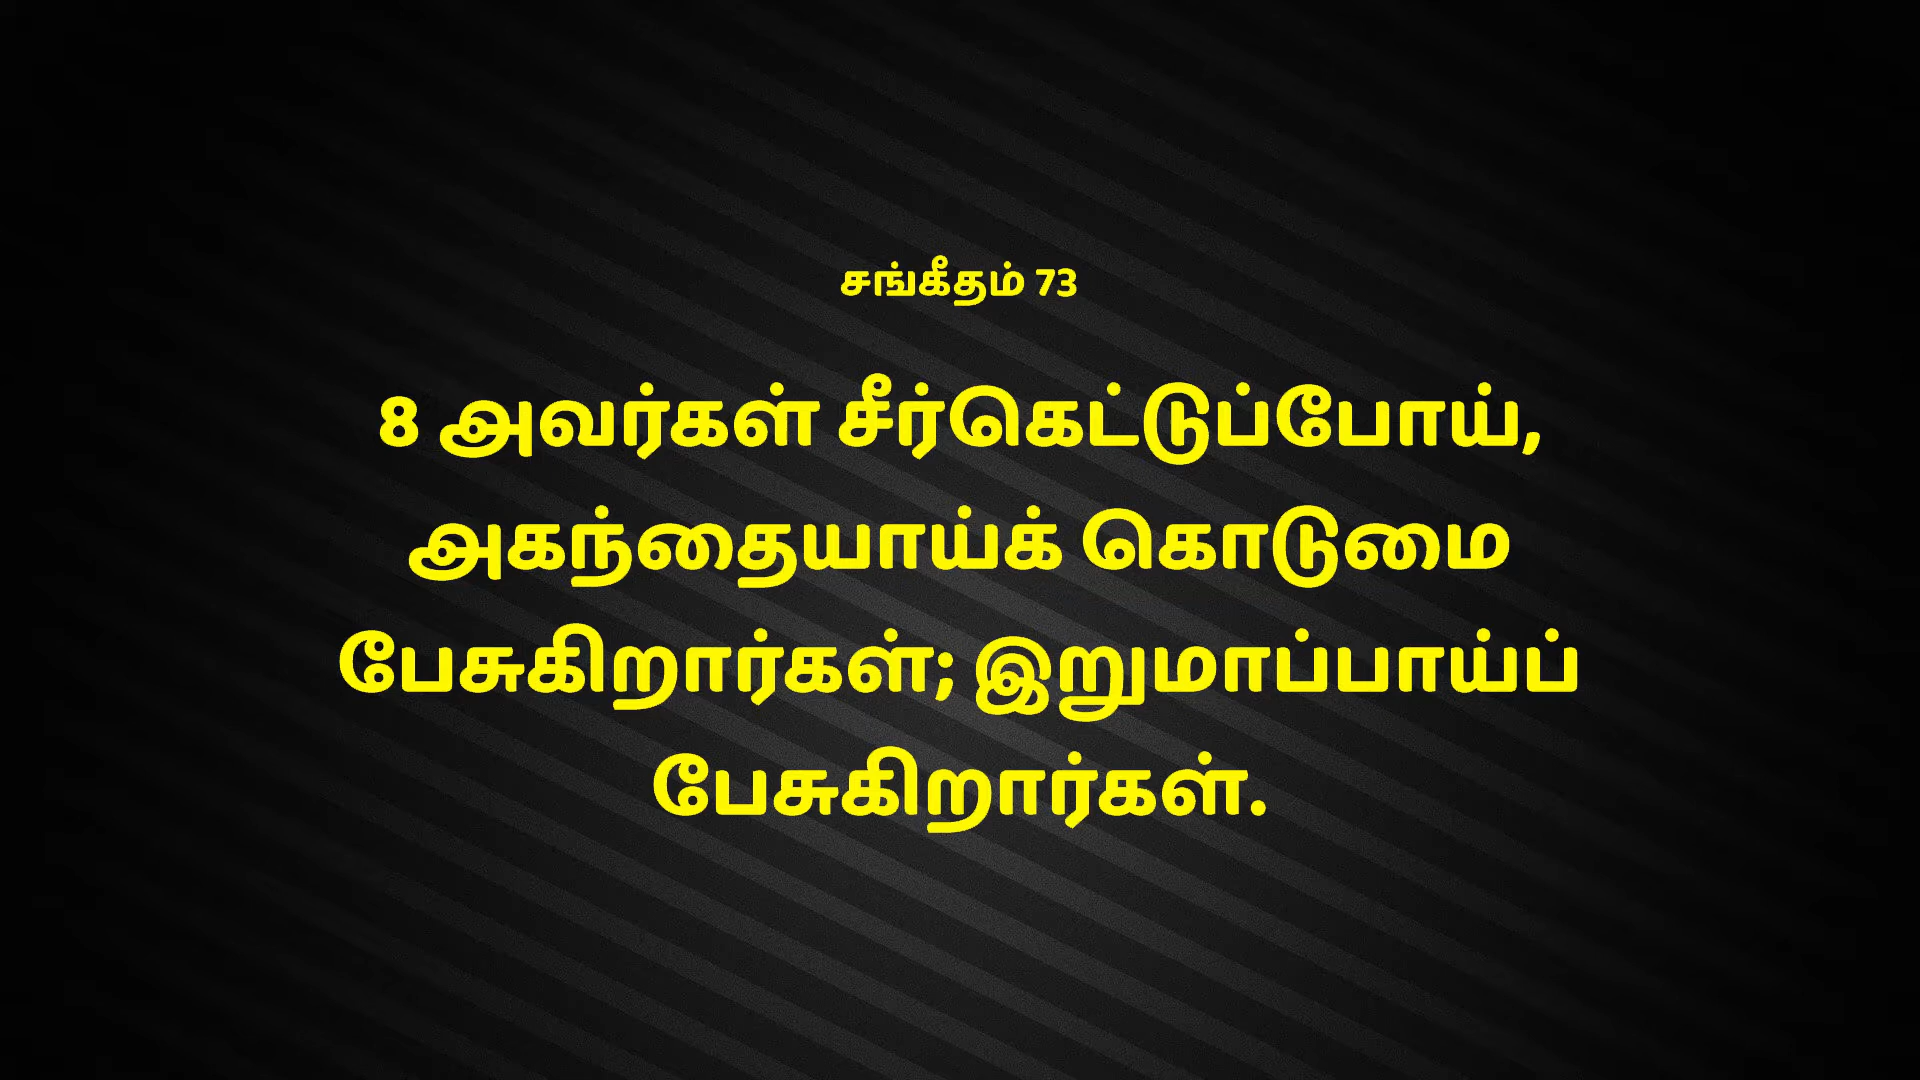 சங்கீதம் 73
8 அவர்கள் சீர்கெட்டுப்போய்,
அகந்தையாய்க் கொடுமை
பேசுகிறார்கள்; இறுமாப்பாய்ப்
பேசுகிறார்கள்.